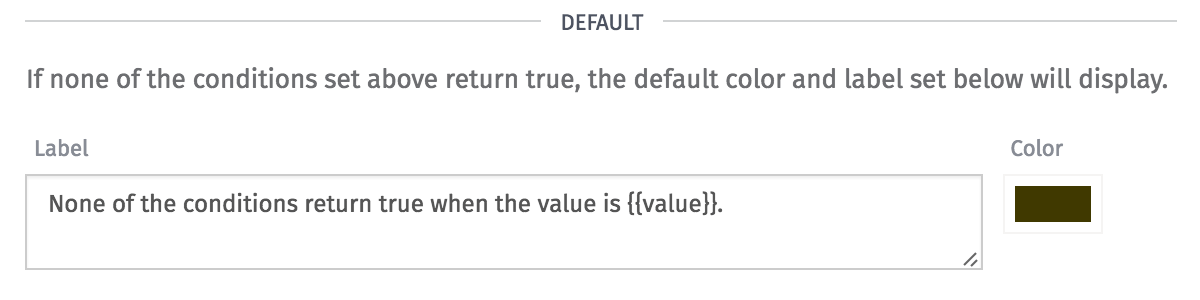 DEFAULT
If none of the conditions set above return true, the default color and label set below will display.
Label
Color
None of the conditions return true when the value is {{value}}.